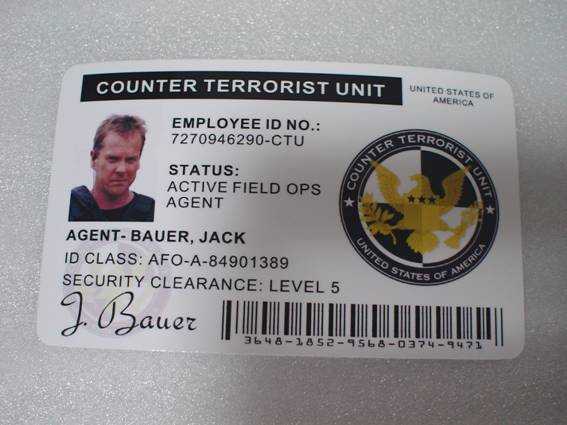 COUNTER TERRORIST UNIT
UNITED STATES OF
AMERICA
EMPLOYEE ID NO.:
7270946290-CTU
STATUS:
ACTIVE FIELD OPS
AGENT
COUNTER TERRORIST UNIT
UNITED STATES OF AMERICA
AGENT- BAUER, JACK
ID CLASS: AFO-A-84901389
SECURITY CLEARANCE: LEVEL 5
J. Bauer
3648-1852-9568-0374-9471